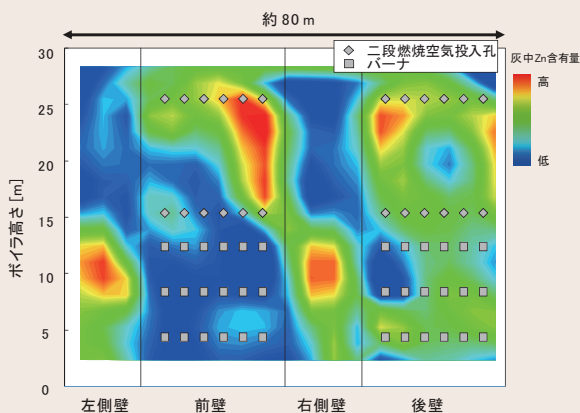 約 80 m
30
25
20
15
10
5
0
ボイラ高さ [m]
二段燃焼空気投入孔
バーナ
灰中Zn含有量
高
低
左側壁 前壁 右側壁 後壁